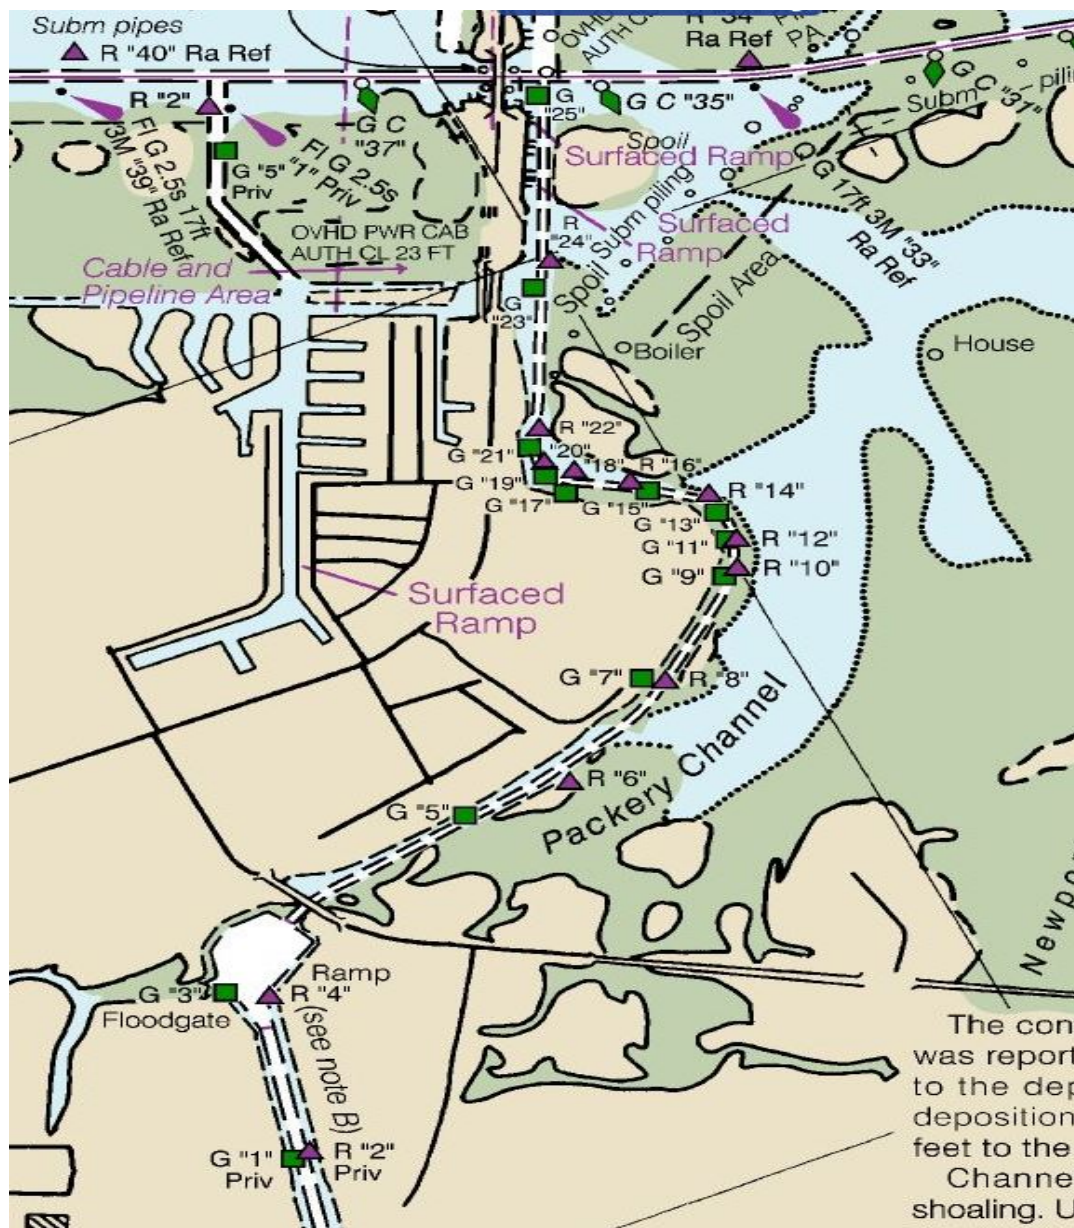 Subm pipes
R "40" Ra Ref
OVHD
AUTH C
R "34"
Ra Ref
PA
R "2"
G
"25"
G C "35"
Subm
piling
G C "31"
G C
"37"
Fl G 2.5s
"1" Priv
Fl G 2.5s 17ft
3M "39" Ra Ref
G "5"
Priv
Spoil
Surfaced Ramp
G 17ft 3M "33"
Ra Ref
OVHD PWR CAB
AUTH CL 23 FT
R
"24"
Subm piling
Surfaced
Ramp
Cable and
Pipeline Area
G
"23"
Spoil
Spoil Area
Boiler
House
R "22"
G "21"
"20"
"18"
R "16"
G "19"
G "17"
G "15"
R "14"
G "13"
G "11"
R "12"
G "9"
R "10"
Surfaced
Ramp
G "7"
R "8"
Packery Channel
R "6"
G "5"
Newpo
Ramp
G "3"
R "4"
Floodgate
(see note B)
The con
was report
to the dep
deposition
feet to the
Channe
shoaling. U
G "1"
Priv
R "2"
Priv